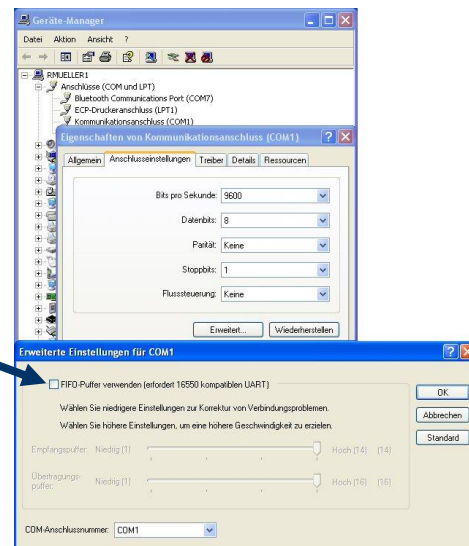 Geräte-Manager
Datei Aktion Ansicht ?
RMUELLER1
Anschlüsse (COM und LPT)
Bluetooth Communications Port (COM7)
ECP-Druckeranschluss (LPT1)
Kommunikationsanschluss (COM1)
Eigenschaften von Kommunikationsanschluss (COM1)
Allgemein Anschlusseinstellungen Treiber Details Ressourcen
Bits pro Sekunde: 9600
Datenbits: 8
Parität: Keine
Stoppbits: 1
Flusssteuerung: Keine
Erweitert... Wiederherstellen
Erweiterte Einstellungen für COM1
FIFO-Puffer verwenden (erfordert 16550 kompatiblen UART)
OK
Wählen Sie niedrigere Einstellungen zur Korrektur von Verbindungsproblemen.
Abbrechen
Wählen Sie höhere Einstellungen, um eine höhere Geschwindigkeit zu erzielen.
Standard
Empfangspuffer: Niedrig (1) Hoch (14) (14)
Übertragungs-
puffer: Niedrig (1) Hoch (16) (16)
COM-Anschlussnummer: COM1